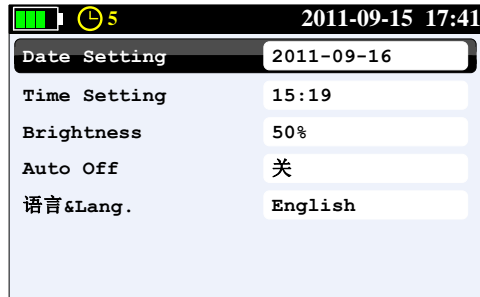 5 2011-09-15 17:41
Date Setting 2011-09-16
Time Setting 15:19
Brightness 50%
Auto Off 关
语言&Lang. English